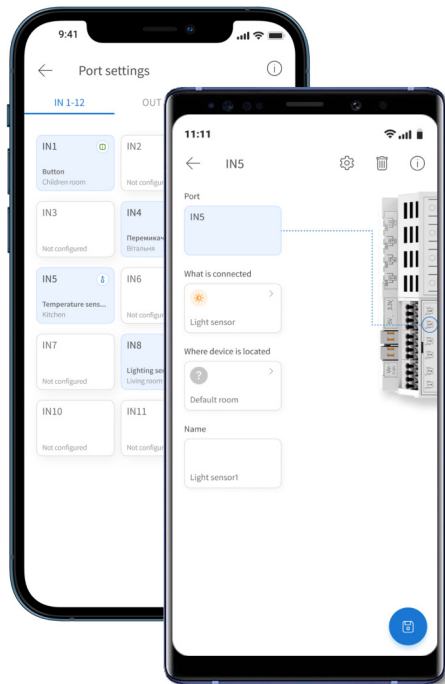 9:41
Port settings
IN 1-12
OUT
IN1
IN2
Button
Children room
Not configu
IN3
IN4
Not configured
Перемикач
Вітальня
IN5
IN6
Temperature sens...
Kitchen
Not configu
IN7
IN8
Not configured
Lighting se
Living room
IN10
IN11
Not configured
Not configu
11:11
IN5
Port
IN5
What is connected
Light sensor
Where device is located
?
Default room
Name
Light sensor1